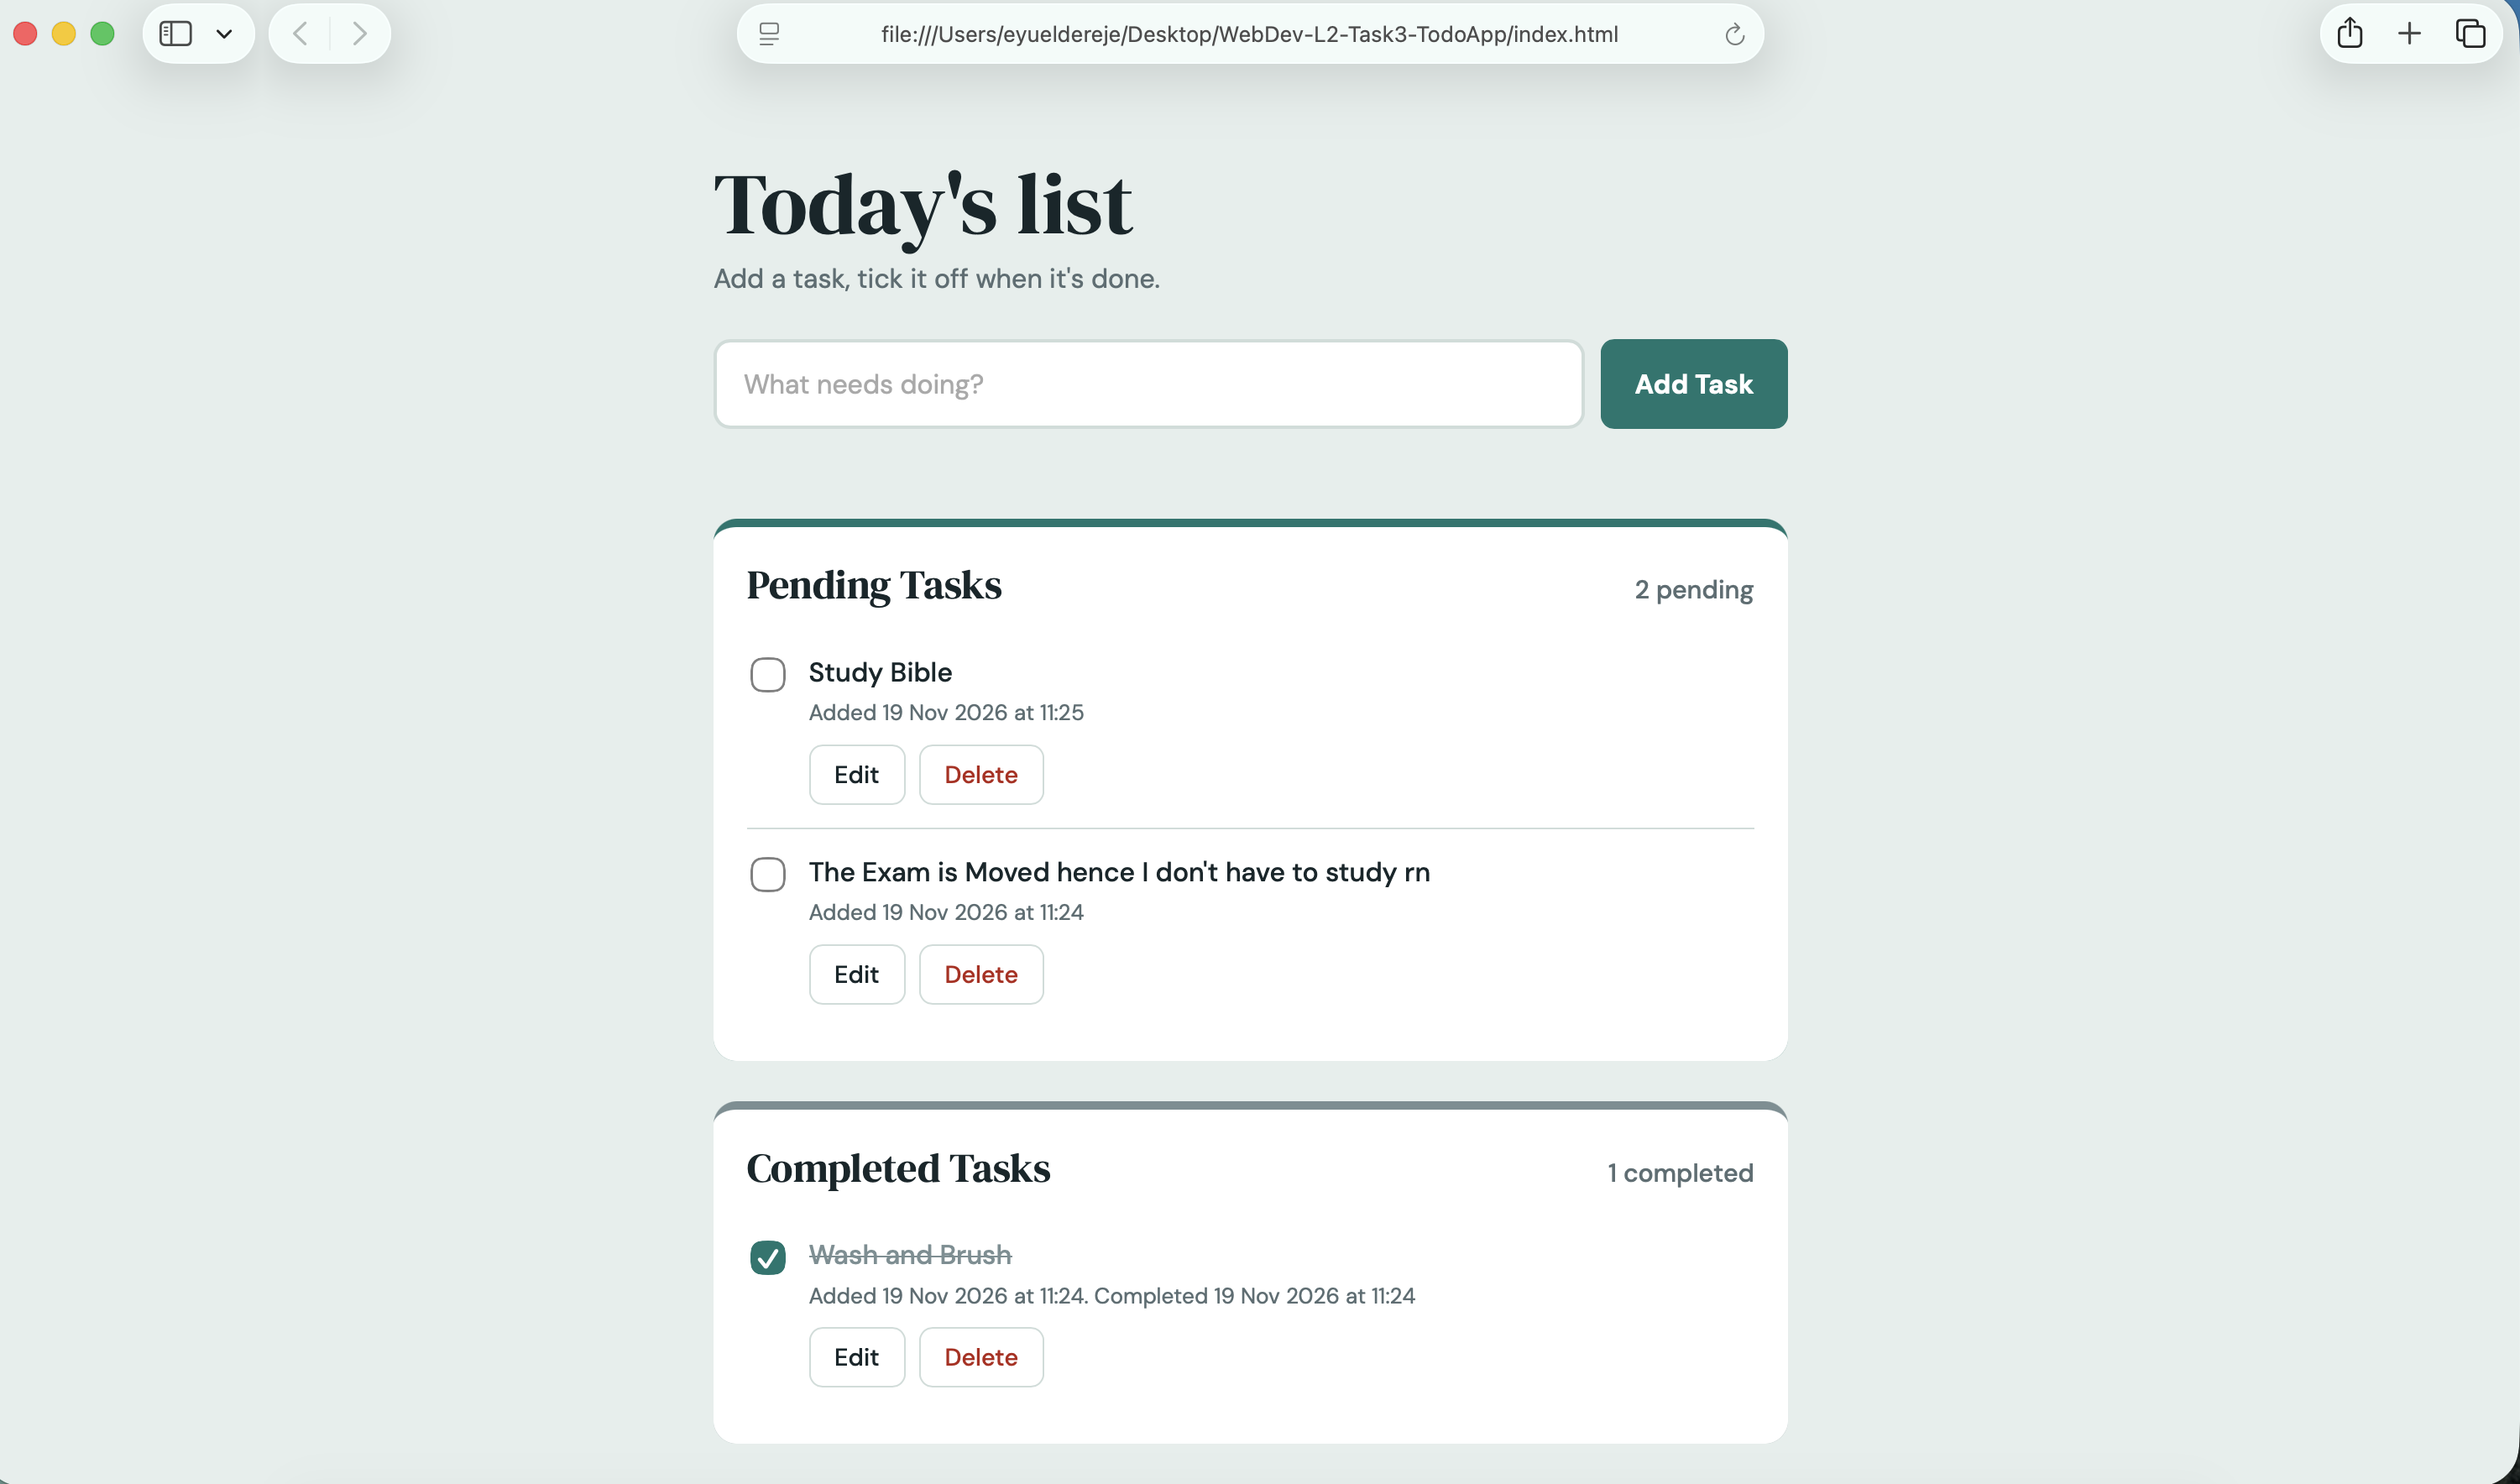 file:///Users/eyueldereje/Desktop/WebDev-L2-Task3-TodoApp/index.html
Today's list
Add a task, tick it off when it's done.
What needs doing?
Add Task
Pending Tasks
2 pending
Study Bible
Added 19 Nov 2026 at 11:25
Edit
Delete
The Exam is Moved hence I don't have to study rn
Added 19 Nov 2026 at 11:24
Edit
Delete
Completed Tasks
1 completed
Wash and Brush
Added 19 Nov 2026 at 11:24. Completed 19 Nov 2026 at 11:24
Edit
Delete